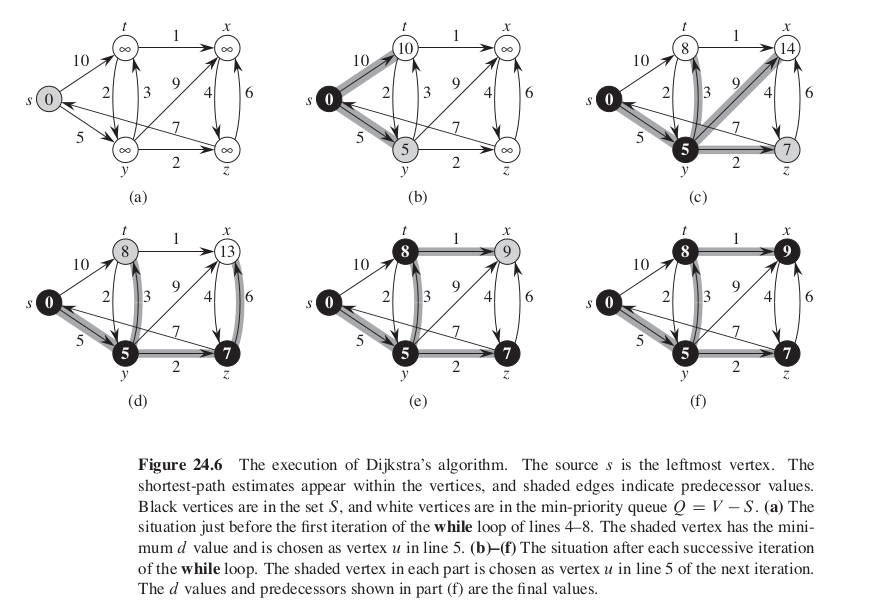 t x
1
10
∞ ∞
9
s 0 2 3 4 6
7
5
∞ ∞
2
y z
(a)
t x
1
10
10 ∞
9
s 0 2 3 4 6
7
5
5 ∞
2
y z
(b)
t x
1
10
8 14
9
s 0 2 3 4 6
7
5
5 7
2
y z
(c)
t x
1
10
8 13
9
s 0 2 3 4 6
7
5
5 7
2
y z
(d)
t x
1
10
8 9
9
s 0 2 3 4 6
7
5
5 7
2
y z
(e)
t x
1
10
8 9
9
s 0 2 3 4 6
7
5
5 7
2
y z
(f)
Figure 24.6 The execution of Dijkstra's algorithm. The source s is the leftmost vertex. The
shortest-path estimates appear within the vertices, and shaded edges indicate predecessor values.
Black vertices are in the set S, and white vertices are in the min-priority queue Q = V − S. (a) The
situation just before the first iteration of the while loop of lines 4–8. The shaded vertex has the mini-
mum d value and is chosen as vertex u in line 5. (b)–(f) The situation after each successive iteration
of the while loop. The shaded vertex in each part is chosen as vertex u in line 5 of the next iteration.
The d values and predecessors shown in part (f) are the final values.